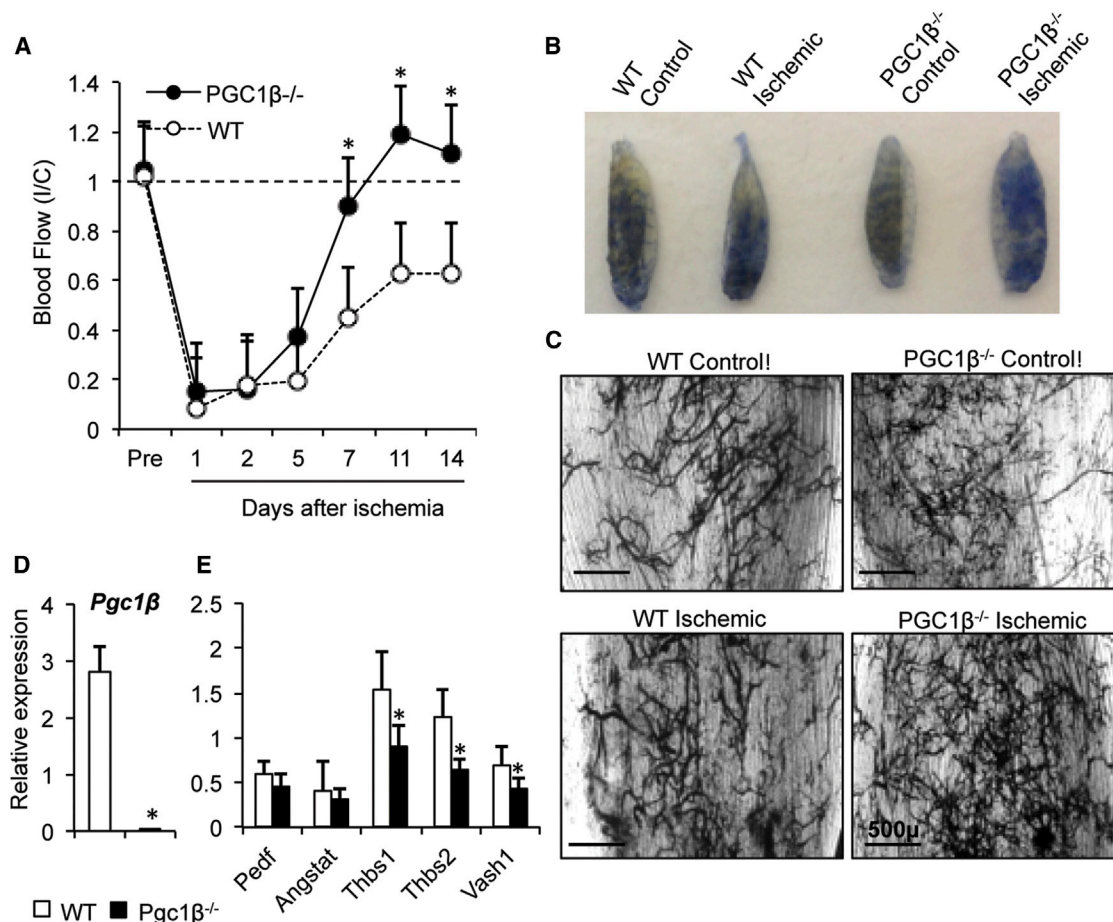 A
PGC1β-/-
WT
Blood Flow (I/C)
1.4
1.2
1
0.8
0.6
0.4
0.2
0
* * *
Pre 1 2 5 7 11 14
Days after ischemia
B
WT
Control
WT
Ischemic
PGC1β-/-
Control
PGC1β-/-
Ischemic
C
WT Control!
PGC1β-/- Control!
WT Ischemic
PGC1β-/- Ischemic
500μ
D
Pgc1β
Relative expression
4
3
2
1
0
*
E
2.5
2
1.5
1
0.5
0
* * *
Pedf Angstat Thbs1 Thbs2 Vash1
WT Pgc1β-/-